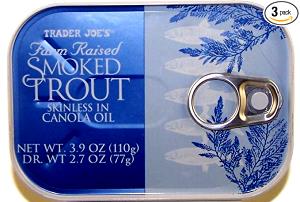 3
pack
TRADER JOE'S
Farm Raised
SMOKED
TROUT
SKINLESS IN
CANOLA OIL
NET WT. 3.9 OZ (110g)
DR. WT 2.7 OZ (77g)